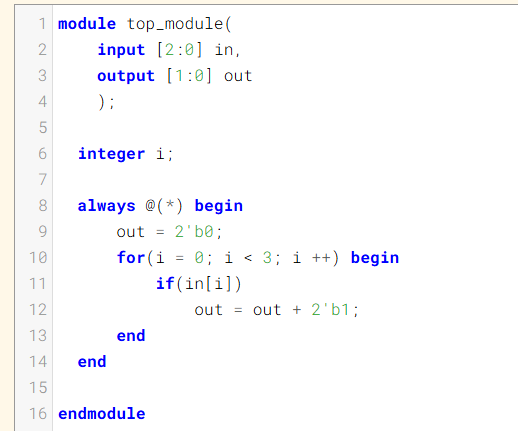 1 module top_module(
2     input [2:0] in,
3     output [1:0] out
4     );
5
6   integer i;
7
8   always @(*) begin
9       out = 2'b0;
10       for(i = 0; i < 3; i ++) begin
11           if(in[i])
12               out = out + 2'b1;
13       end
14   end
15
16 endmodule